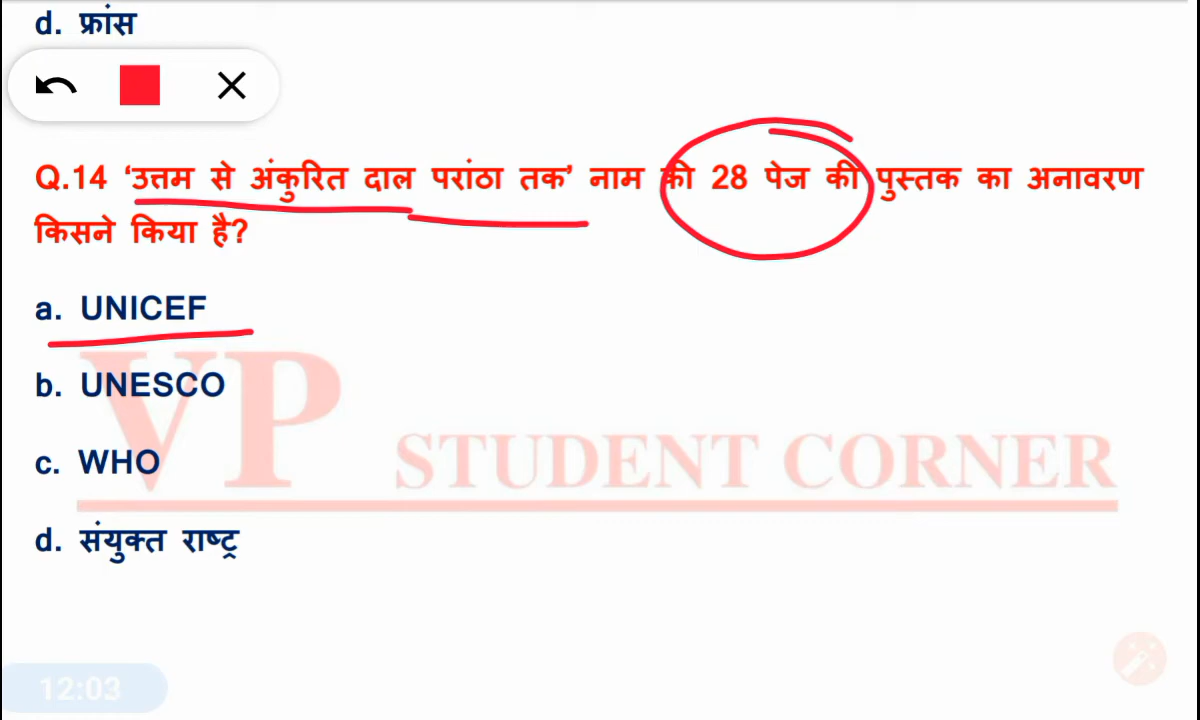 d. फ्रांस
Q.14 ‘उत्तम से अंकुरित दाल परांठा तक’ नाम की 28 पेज की पुस्तक का अनावरण
किसने किया है?
a. UNICEF
b. UNESCO
VP STUDENT CORNER
c. WHO
d. संयुक्त राष्ट्र
12:03